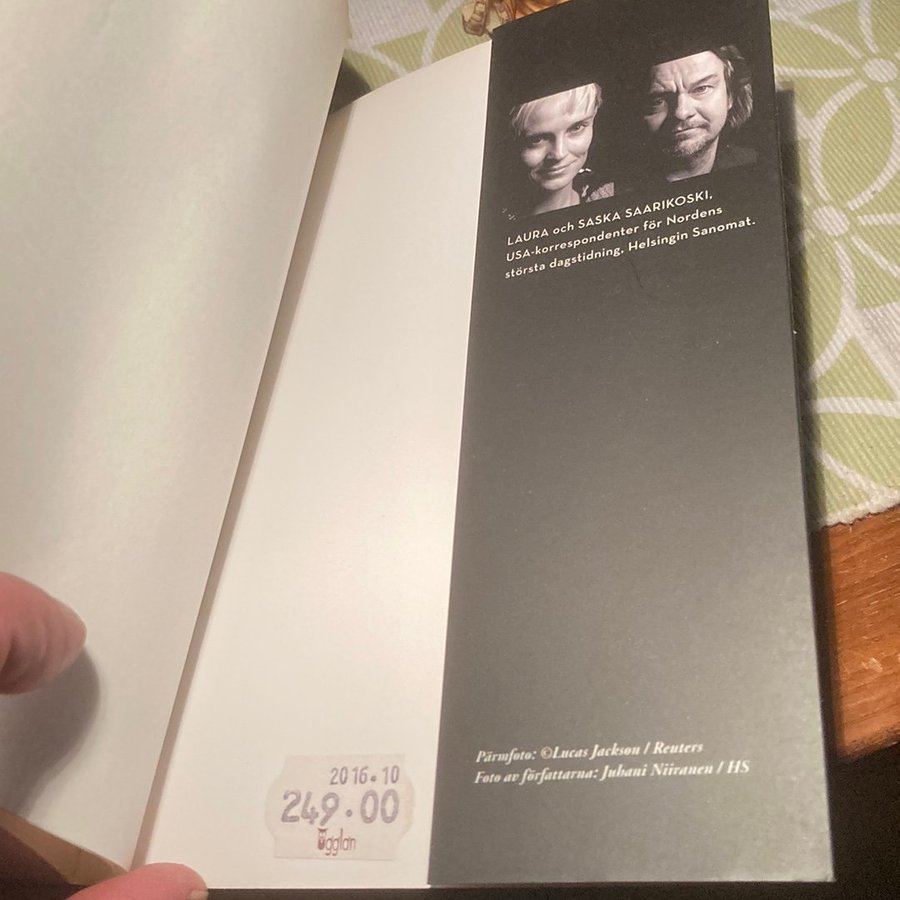 LAURA och SASKA SAARIKOSKI,
USA-korrespondenter för Nordens
största dagstidning, Helsingin Sanomat.
Pärmfoto: ©Lucas Jackson / Reuters
Foto av författarna: Juhani Niiranen / HS
2016.10
249.00
Ugglan